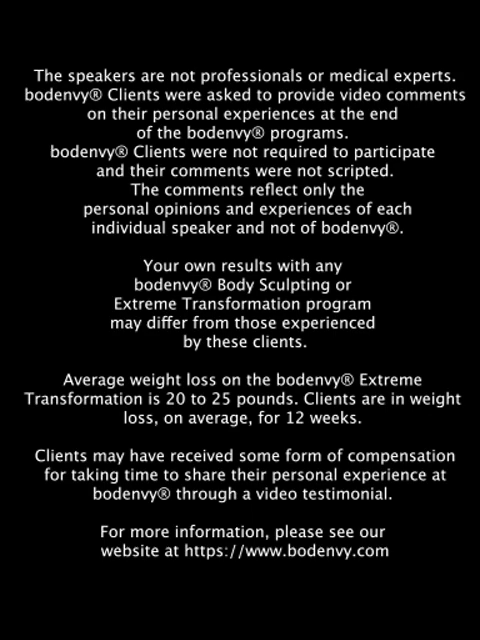 The speakers are not professionals or medical experts.
bodenvy® Clients were asked to provide video comments
on their personal experiences at the end
of the bodenvy® programs.
bodenvy® Clients were not required to participate
and their comments were not scripted.
The comments reflect only the
personal opinions and experiences of each
individual speaker and not of bodenvy®.
Your own results with any
bodenvy® Body Sculpting or
Extreme Transformation program
may differ from those experienced
by these clients.
Average weight loss on the bodenvy® Extreme
Transformation is 20 to 25 pounds. Clients are in weight
loss, on average, for 12 weeks.
Clients may have received some form of compensation
for taking time to share their personal experience at
bodenvy® through a video testimonial.
For more information, please see our
website at https://www.bodenvy.com